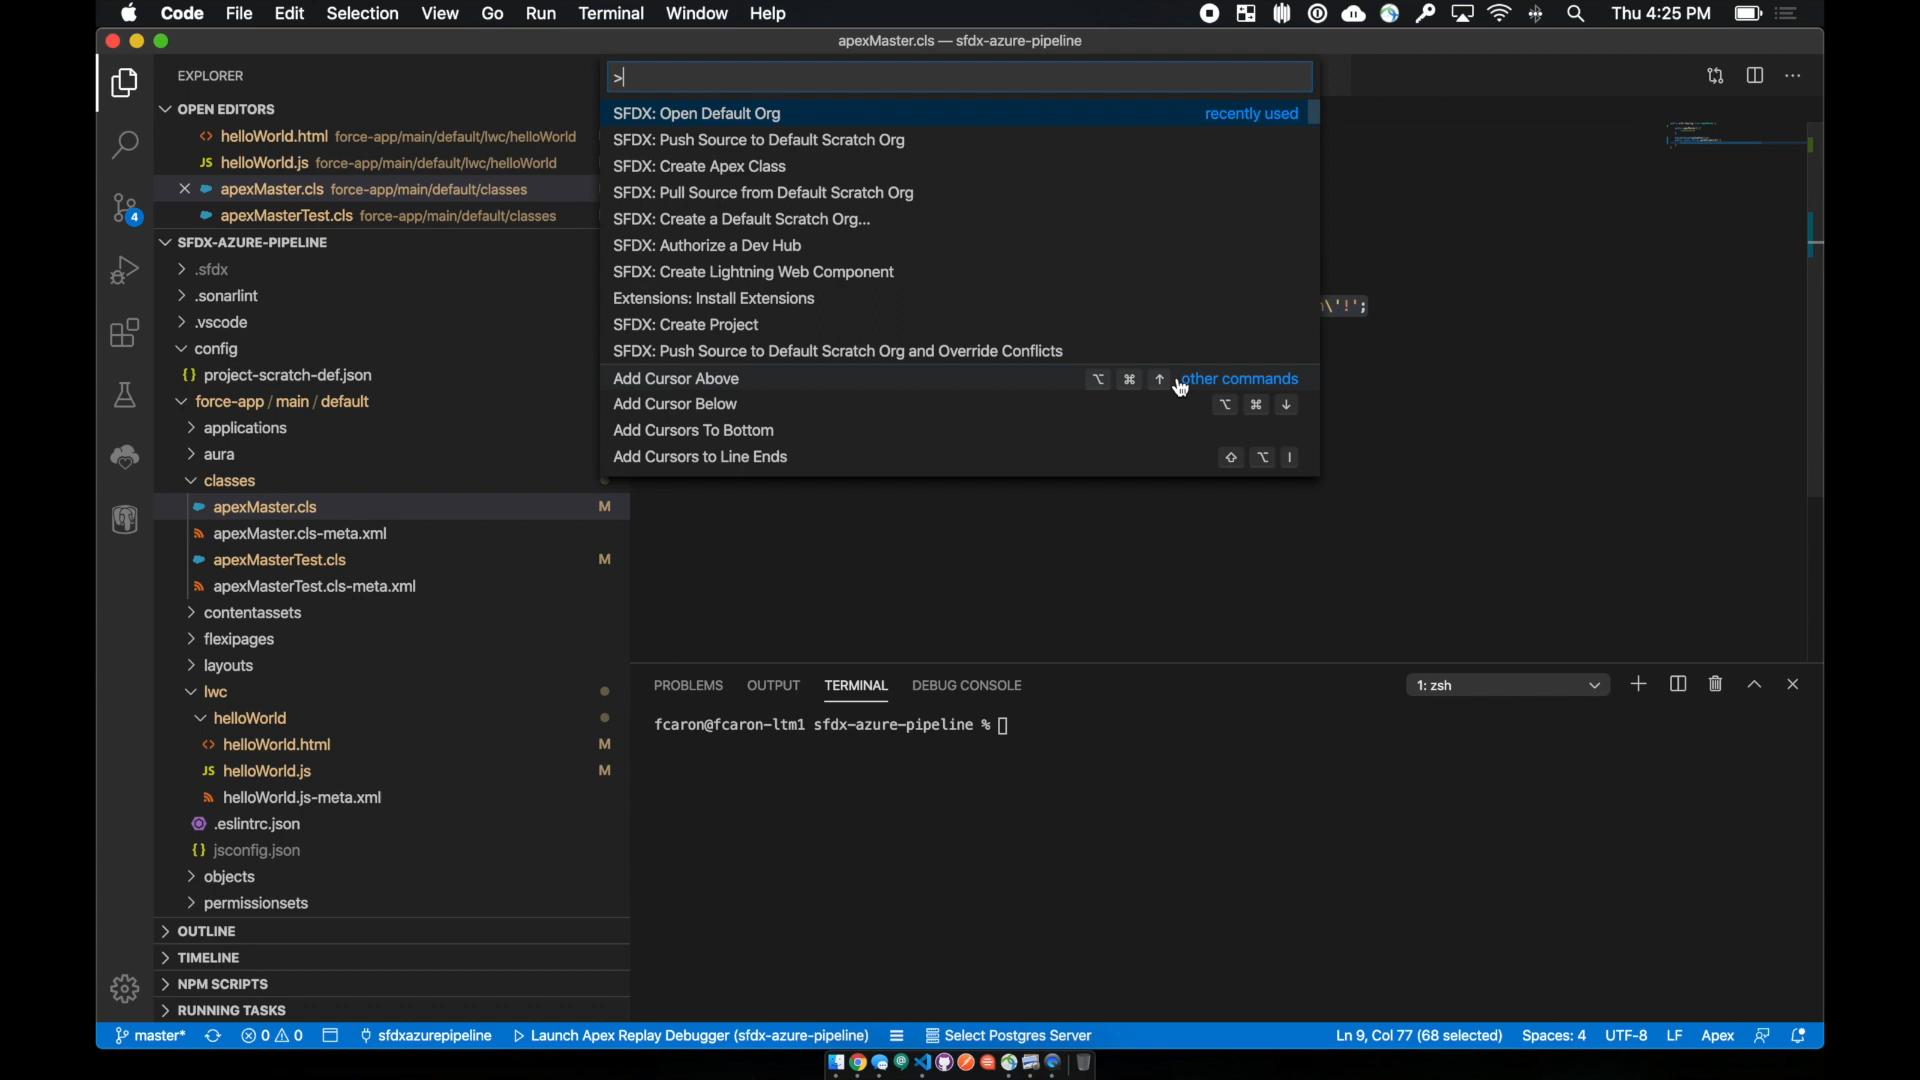 Code File Edit Selection View Go Run Terminal Window Help Thu 4:25 PM
apexMaster.cls — sfdx-azure-pipeline
EXPLORER
OPEN EDITORS
helloWorld.html force-app/main/default/lwc/helloWorld
JS helloWorld.js force-app/main/default/lwc/helloWorld
apexMaster.cls force-app/main/default/classes
apexMasterTest.cls force-app/main/default/classes
4
SFDX-AZURE-PIPELINE
.sfdx
.sonarlint
.vscode
config
{} project-scratch-def.json
force-app / main / default
applications
aura
classes
apexMaster.cls M
apexMaster.cls-meta.xml
apexMasterTest.cls M
apexMasterTest.cls-meta.xml
contentassets
flexipages
layouts
lwc
helloWorld
<> helloWorld.html M
JS helloWorld.js M
helloWorld.js-meta.xml
.eslintrc.json
{} jsconfig.json
objects
permissionsets
OUTLINE
TIMELINE
NPM SCRIPTS
RUNNING TASKS
>
SFDX: Open Default Org recently used
SFDX: Push Source to Default Scratch Org
SFDX: Create Apex Class
SFDX: Pull Source from Default Scratch Org
SFDX: Create a Default Scratch Org...
SFDX: Authorize a Dev Hub
SFDX: Create Lightning Web Component
Extensions: Install Extensions
SFDX: Create Project
SFDX: Push Source to Default Scratch Org and Override Conflicts
Add Cursor Above ⌥ ⌘ ↑ other commands
Add Cursor Below ⌥ ⌘ ↓
Add Cursors To Bottom
Add Cursors to Line Ends ⇧ ⌥ I
\'!';
PROBLEMS OUTPUT TERMINAL DEBUG CONSOLE 1: zsh
fcaron@fcaron-ltm1 sfdx-azure-pipeline %
master* 0 0 sfdxazurepipeline Launch Apex Replay Debugger (sfdx-azure-pipeline) Select Postgres Server Ln 9, Col 77 (68 selected) Spaces: 4 UTF-8 LF Apex